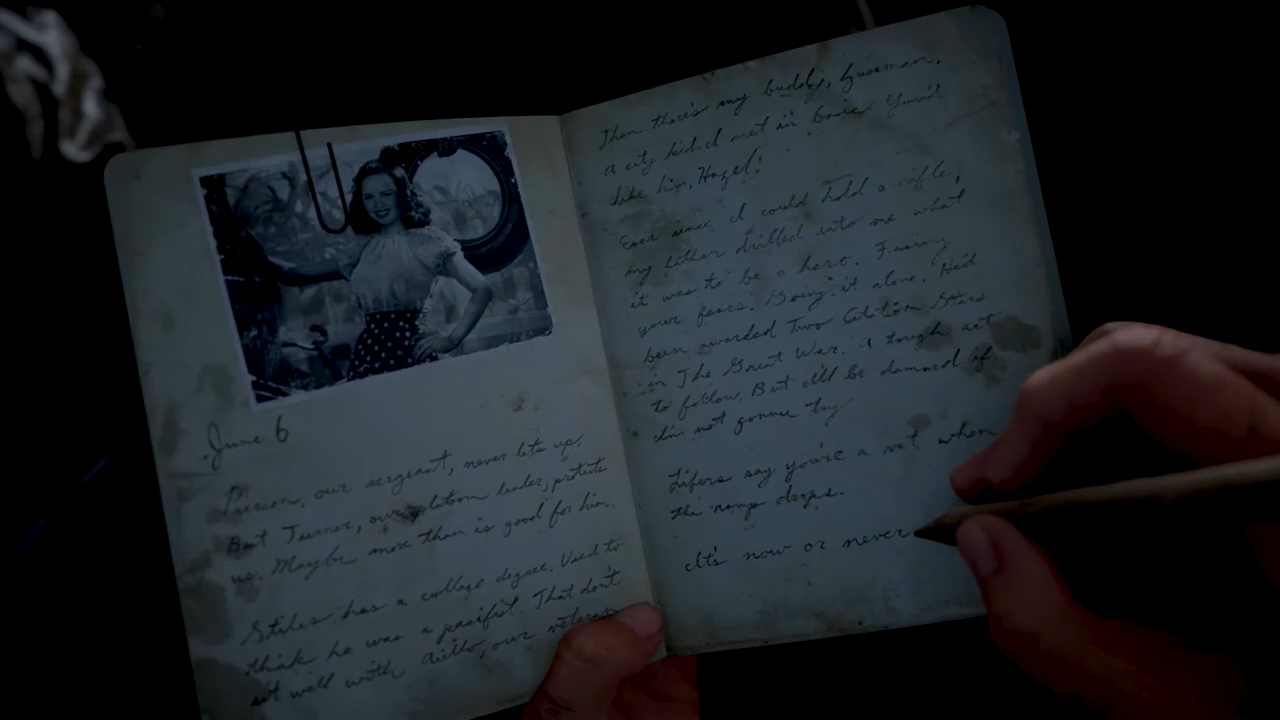 June 6
Pierson, our sergeant, never lets up.
But Turner, our platoon leader, protects
us. Maybe more than is good for him.
Stiles has a college degree. Used to
think he was a pacifist. That don't
sit well with Aiello, our veteran
Then there's my buddy, Zussman.
A city kid I met in basic. You'd
like him, Hazel!
Ever since I could hold a rifle,
my father drilled into me what
it was to be a hero. Facing
your fears. Doing it alone. He'd
been awarded two Citation Stars
in The Great War. A tough act
to follow. But I'll be damned if
I'm not gonna try
Lifers say you're a vet when
the ramp drops.
It's now or never